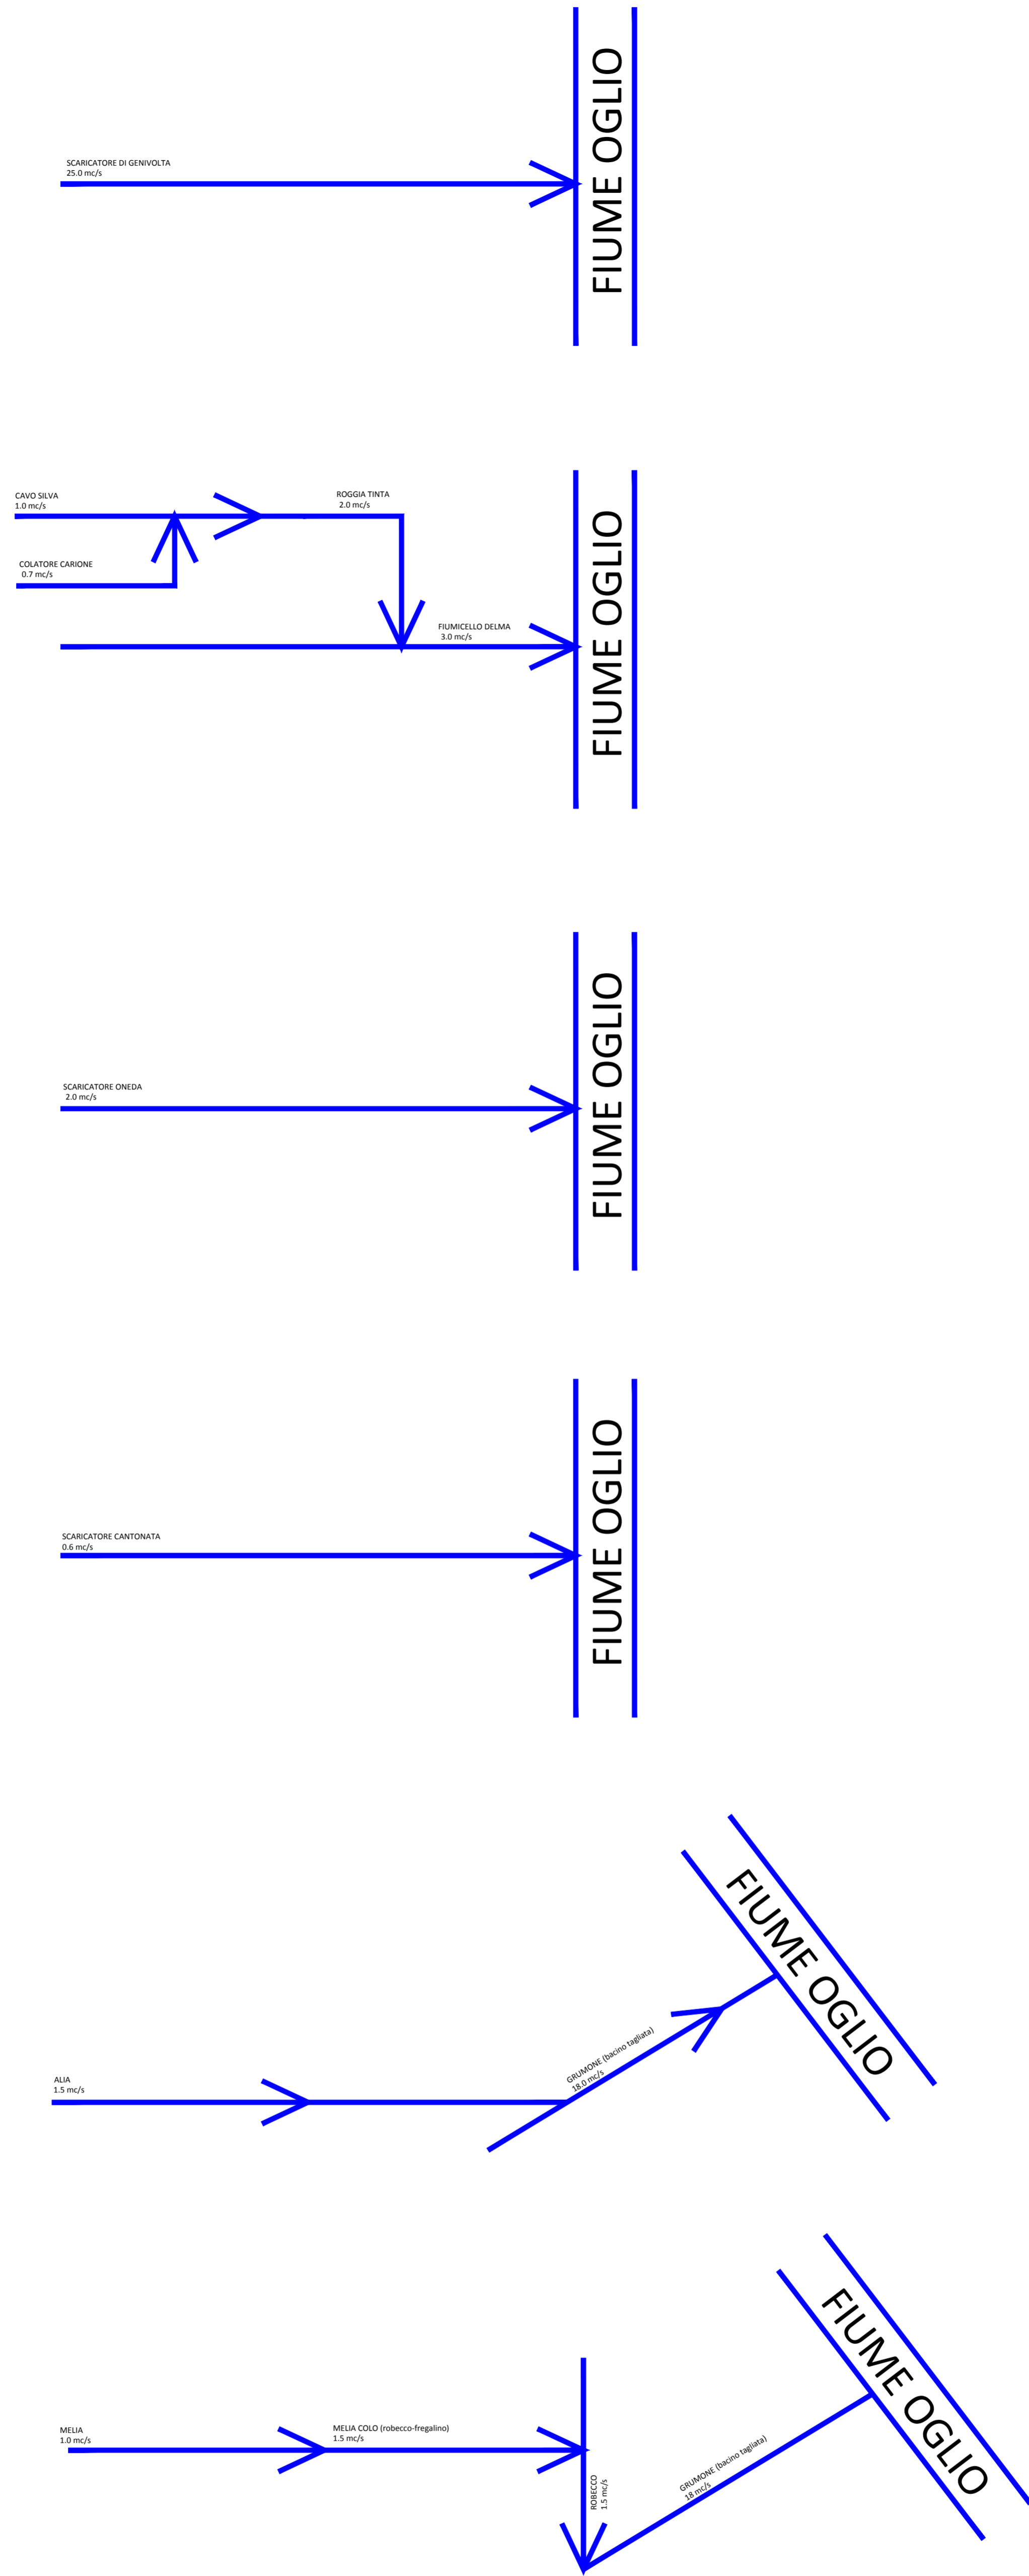 FIUME OGLIO
SCARICATORE DI GENIVOLTA
25.0 mc/s
CAVO SILVA
1.0 mc/s
ROGGIA TINTA
2.0 mc/s
COLATORE CARIONE
0.7 mc/s
FIUMICELLO DELMA
3.0 mc/s
FIUME OGLIO
SCARICATORE ONEDA
2.0 mc/s
FIUME OGLIO
SCARICATORE CANTONATA
0.6 mc/s
FIUME OGLIO
FIUME OGLIO
GRUMONE (bacino tagliata)
18.0 mc/s
ALIA
1.5 mc/s
FIUME OGLIO
MELIA
1.0 mc/s
MELIA COLO (robecco-fregalino)
1.5 mc/s
ROBECCO
1.5 mc/s
GRUMONE (bacino tagliata)
18 mc/s